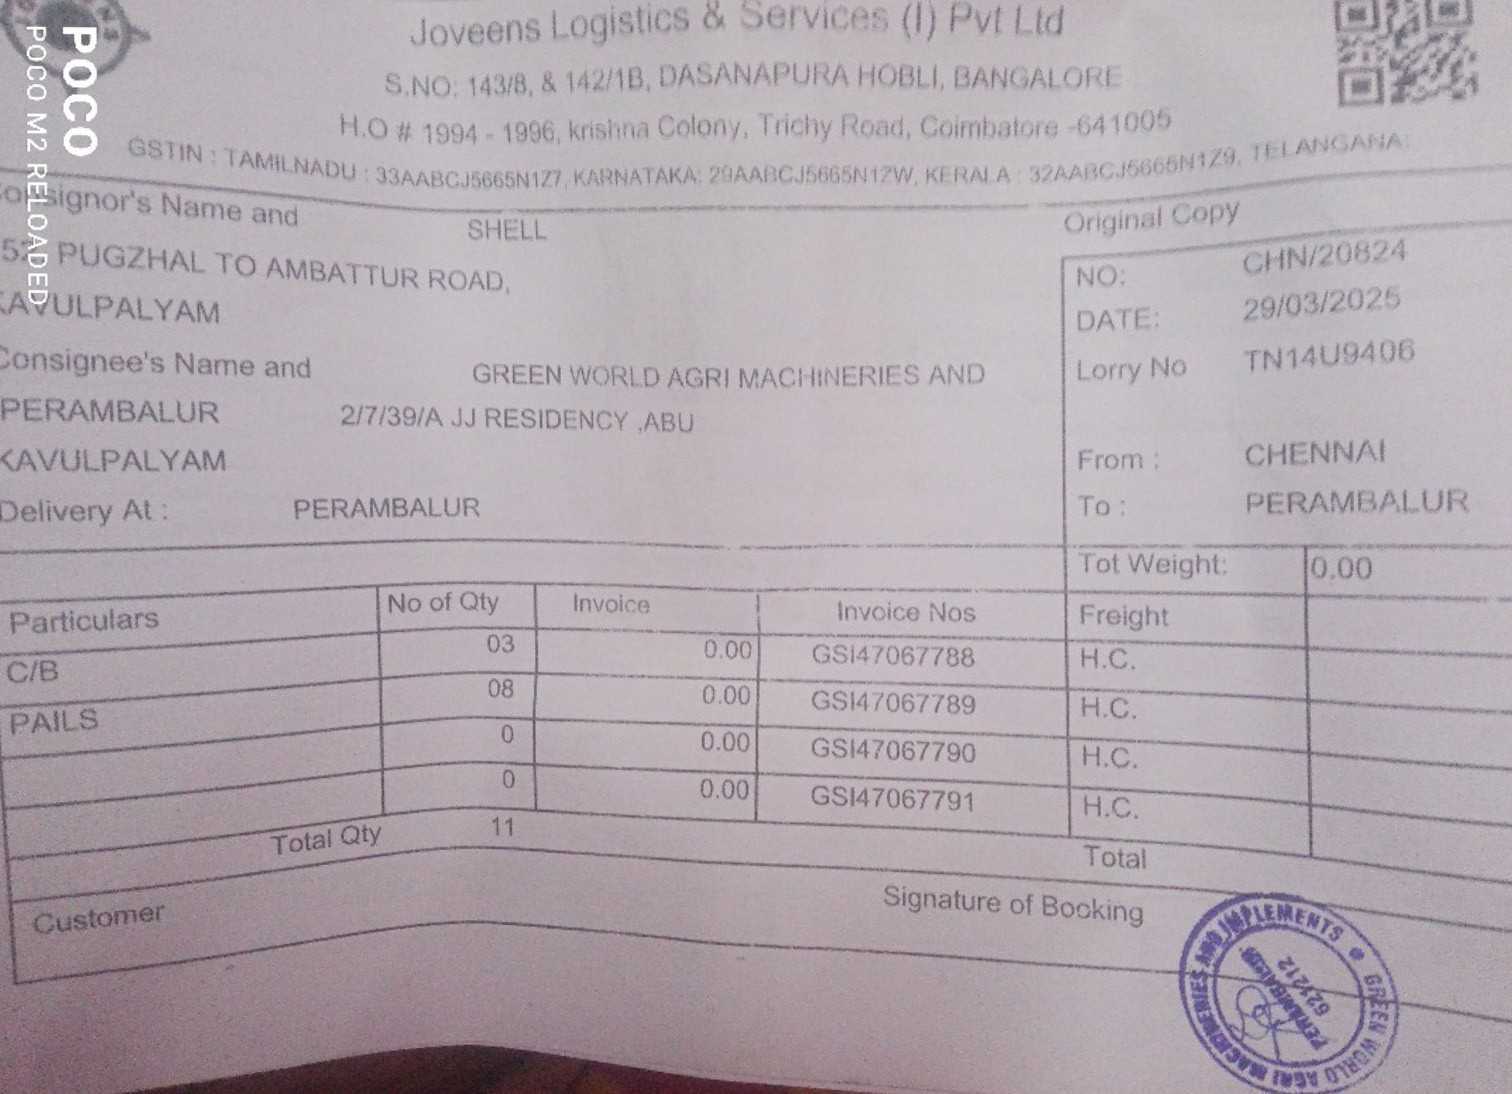 Joveens Logistics & Services (I) Pvt Ltd
S.NO: 143/8, & 142/1B, DASANAPURA HOBLI, BANGALORE
H.O # 1994 - 1996, krishna Colony, Trichy Road, Coimbatore -641005
GSTIN : TAMILNADU : 33AABCJ5665N1Z7, KARNATAKA: 29AABCJ5665N1ZW, KERALA : 32AABCJ5665N1Z9, TELANGANA:
onsignor's Name and SHELL
PUGZHAL TO AMBATTUR ROAD,
KAVULPALYAM
Consignee's Name and GREEN WORLD AGRI MACHINERIES AND
PERAMBALUR 2/7/39/A JJ RESIDENCY ,ABU
KAVULPALYAM
Delivery At : PERAMBALUR
Original Copy
NO: CHN/20824
DATE: 29/03/2025
Lorry No TN14U9406
From : CHENNAI
To : PERAMBALUR
Tot Weight: 0.00
Particulars No of Qty Invoice Invoice Nos Freight
C/B 03 0.00 GSI47067788 H.C.
PAILS 08 0.00 GSI47067789 H.C.
0 0.00 GSI47067790 H.C.
0 0.00 GSI47067791 H.C.
Total Qty 11 Total
Customer Signature of Booking
GREEN WORLD AGRI MACHINERIES AND IMPLEMENTS
PERAMBALUR
621212
POCO
POCO M2 RELOADED